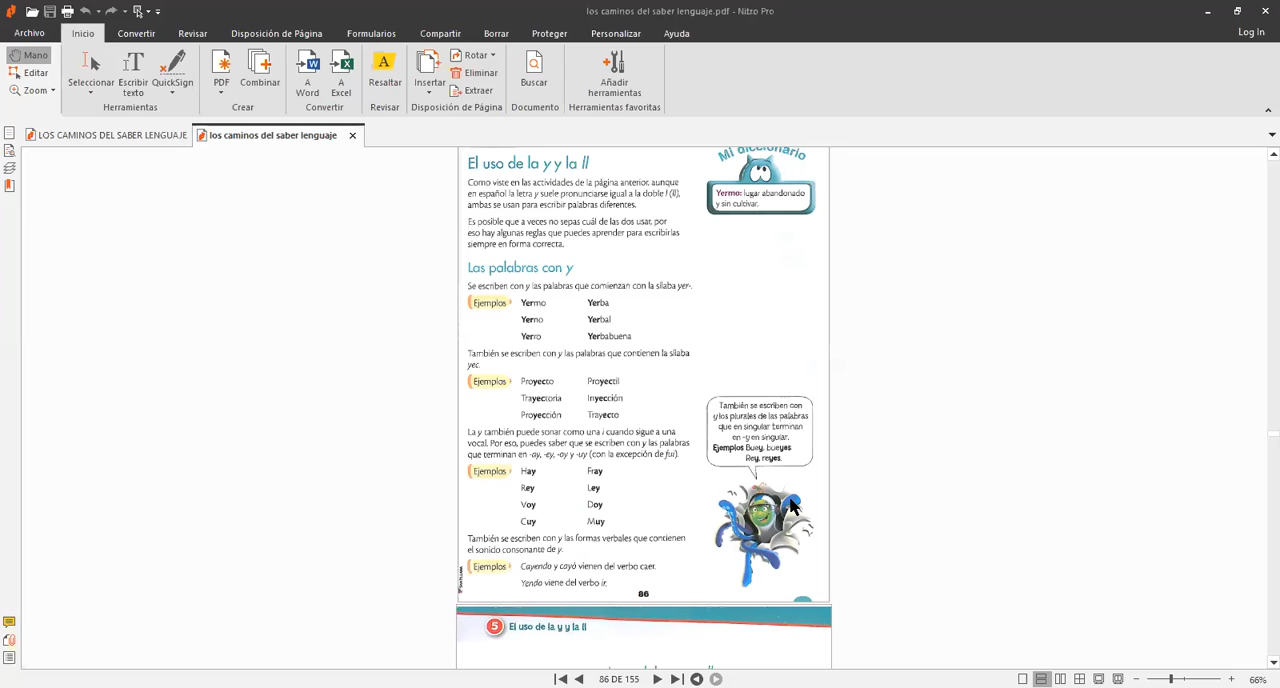 los caminos del saber lenguaje.pdf - Nitro Pro
Archivo Inicio Convertir Revisar Disposición de Página Formularios Compartir Borrar Proteger Personalizar Ayuda Log In
Mano
Editar
Zoom
Seleccionar
Escribir texto
QuickSign
Herramientas
PDF
Combinar
Crear
A Word
A Excel
Convertir
Resaltar
Revisar
Insertar
Rotar
Eliminar
Extraer
Disposición de Página
Buscar
Documento
Añadir herramientas
Herramientas favoritas
LOS CAMINOS DEL SABER LENGUAJE
los caminos del saber lenguaje
El uso de la y y la ll
Como viste en las actividades de la página anterior, aunque
en español la letra y suele pronunciarse igual a la doble l (ll),
ambas se usan para escribir palabras diferentes.
Es posible que a veces no sepas cuál de las dos usar, por
eso hay algunas reglas que puedes aprender para escribirlas
siempre en forma correcta.
Mi diccionario
Yermo: lugar abandonado
y sin cultivar.
Las palabras con y
Se escriben con y las palabras que comienzan con la sílaba yer-.
Ejemplos Yermo Yerba
Yerno Yerbal
Yerro Yerbabuena
También se escriben con y las palabras que contienen la sílaba
yec.
Ejemplos Proyecto Proyectil
Trayectoria Inyección
Proyección Trayecto
La y también puede sonar como una i cuando sigue a una
vocal. Por eso, puedes saber que se escriben con y las palabras
que terminan en -ay, -ey, -oy y -uy (con la excepción de fui).
Ejemplos Hay Fray
Rey Ley
Voy Doy
Cuy Muy
También se escriben con y las formas verbales que contienen
el sonido consonante de y.
Ejemplos Cayendo y cayó vienen del verbo caer.
Yendo viene del verbo ir.
También se escriben con
y los plurales de las palabras
que en singular terminan
en -y en singular.
Ejemplos Buey, bueyes.
Rey, reyes.
86
5 El uso de la y y la ll
86 DE 155
66%